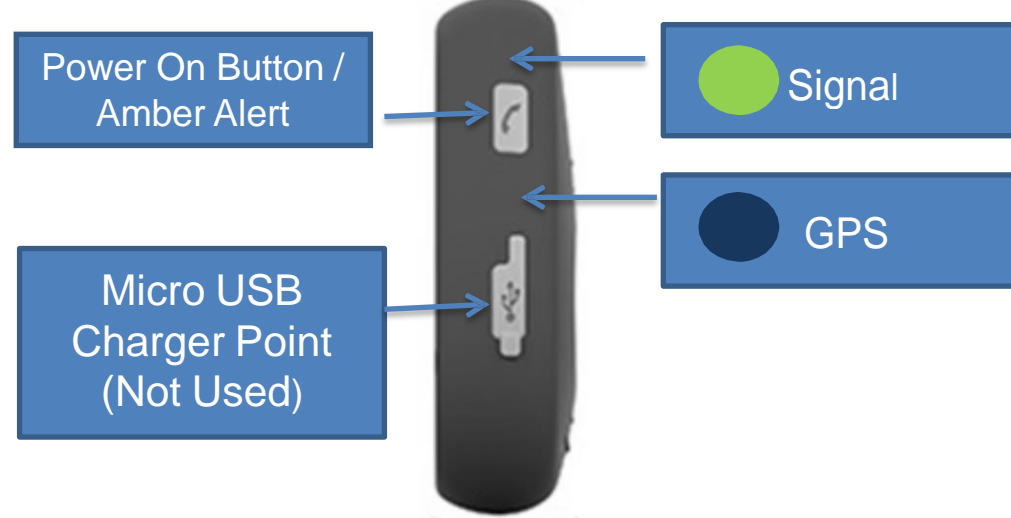 Power On Button /
Amber Alert
Signal
GPS
Micro USB
Charger Point
(Not Used)